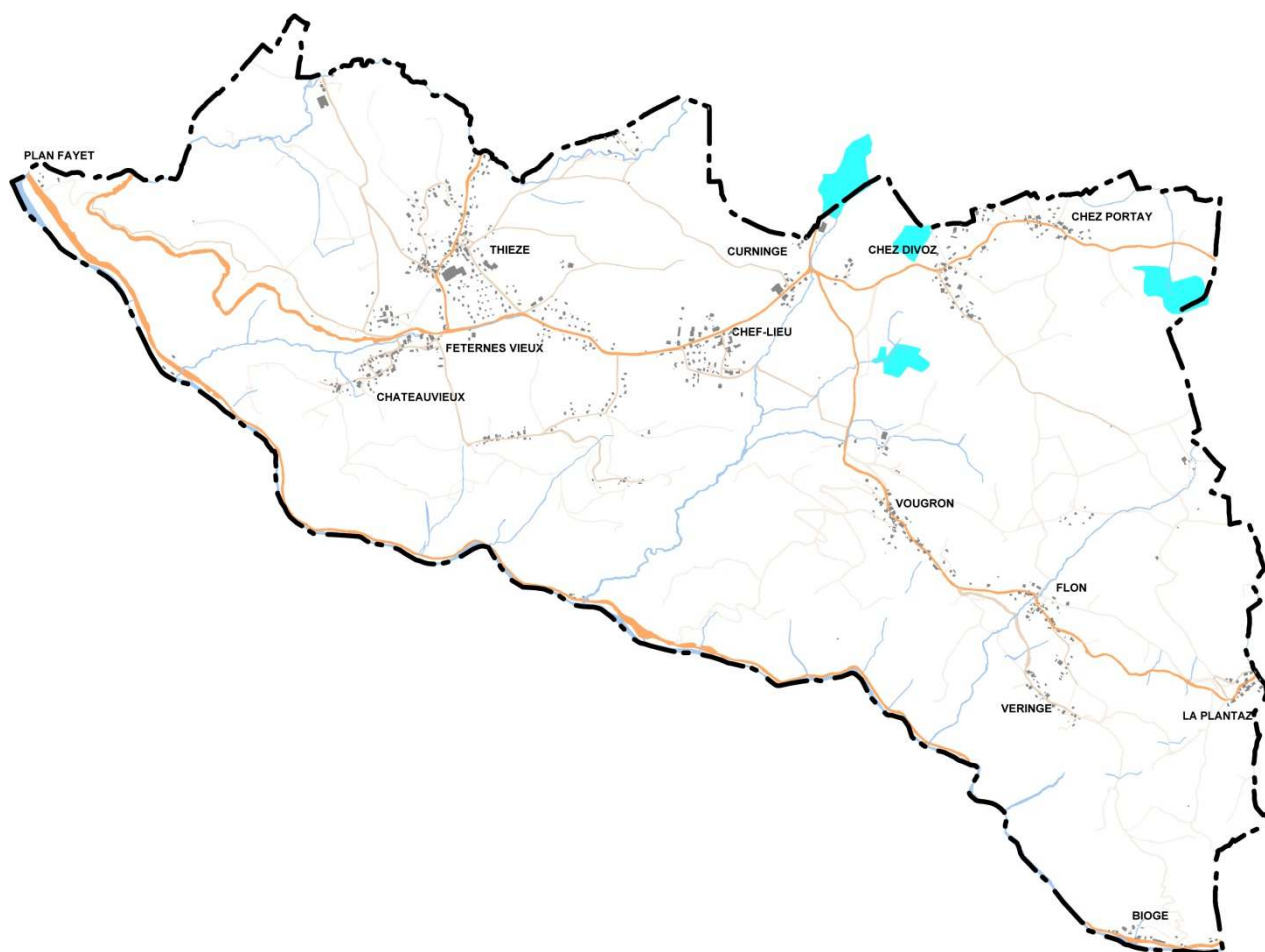 PLAN FAYET
CHEZ PORTAY
THIEZE
CURNINGE
CHEZ DIVOZ
CHEF-LIEU
FETERNES VIEUX
CHATEAUVIEUX
VOUGRON
FLON
VERINGE
LA PLANTAZ
BIOGE